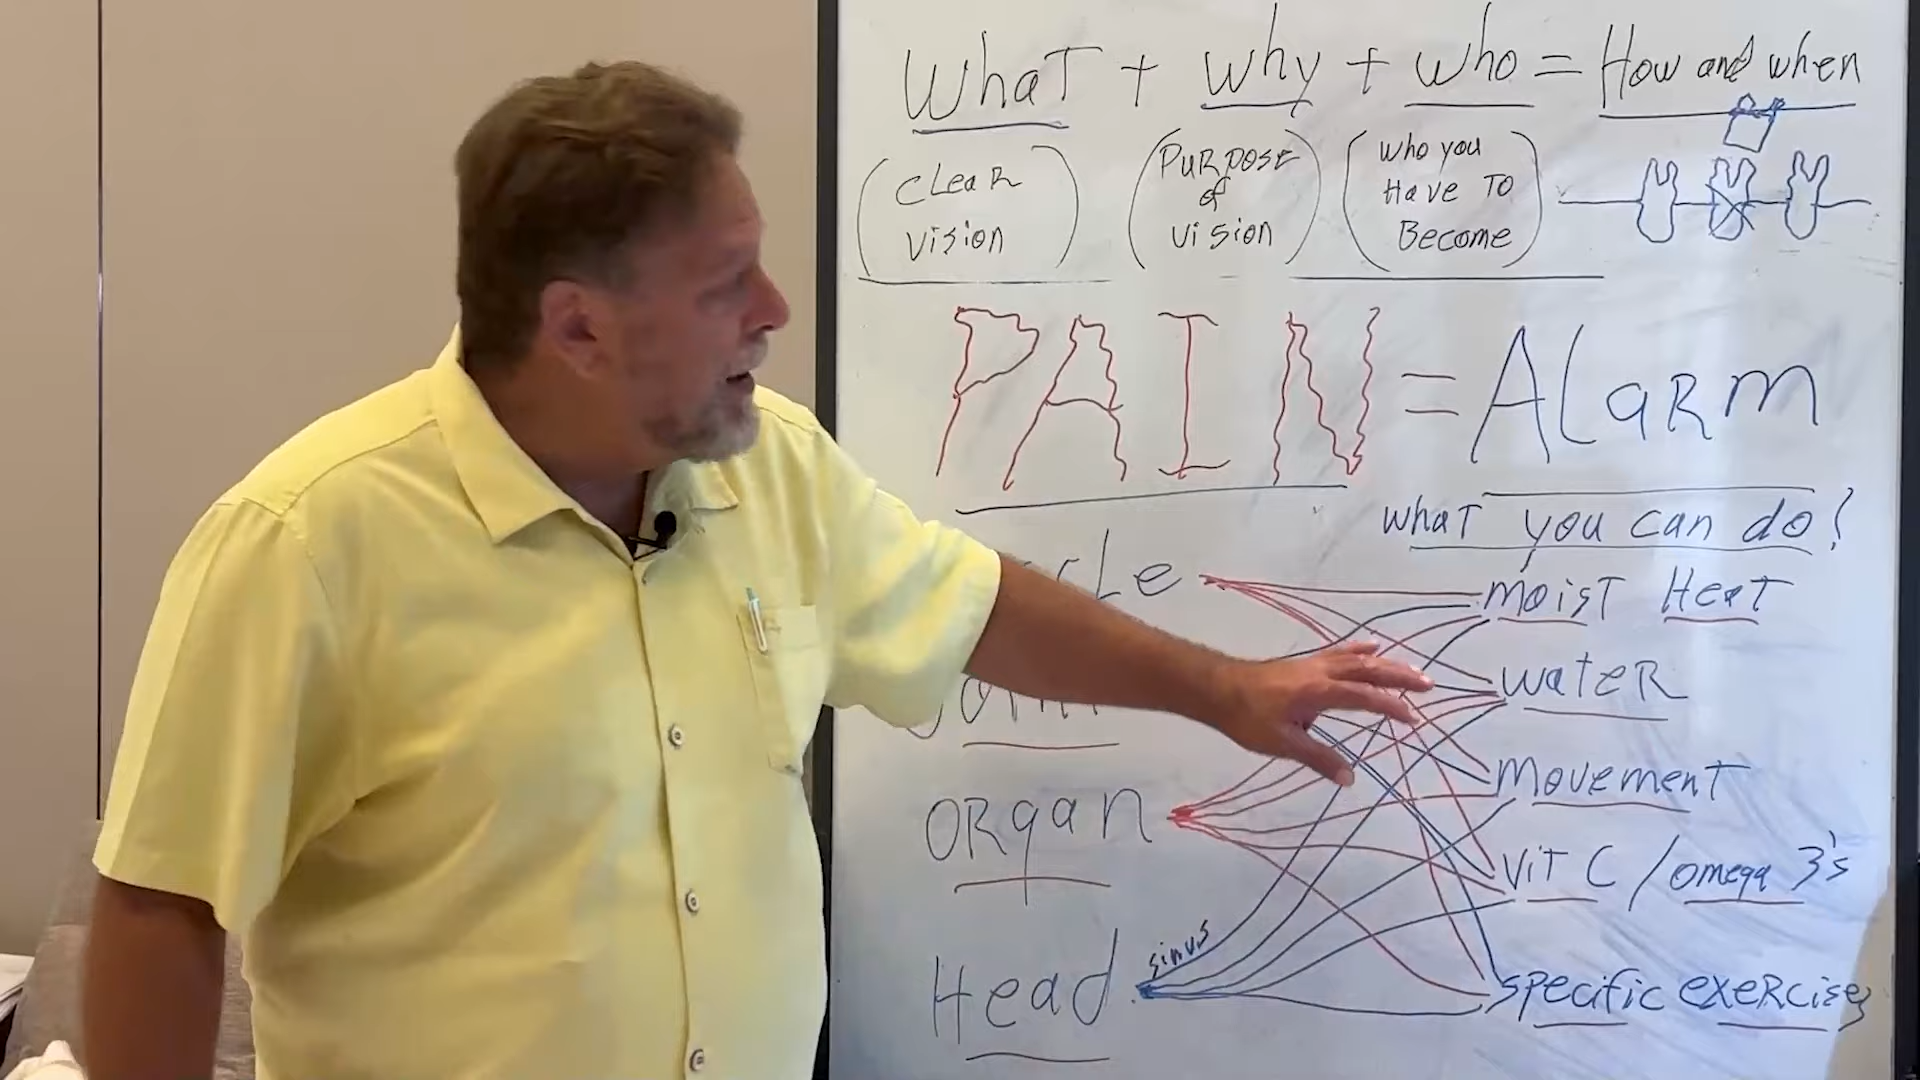 WhaT + why + who = How and when
(CLeaR vision)
(PuRpose of vision)
(who you Have To Become)
PAIN = ALaRm
whaT you can do?
moisT HeaT
WateR
ORgan
movemenT
viT C / omega 3's
sinus
Head
specific exeRcises